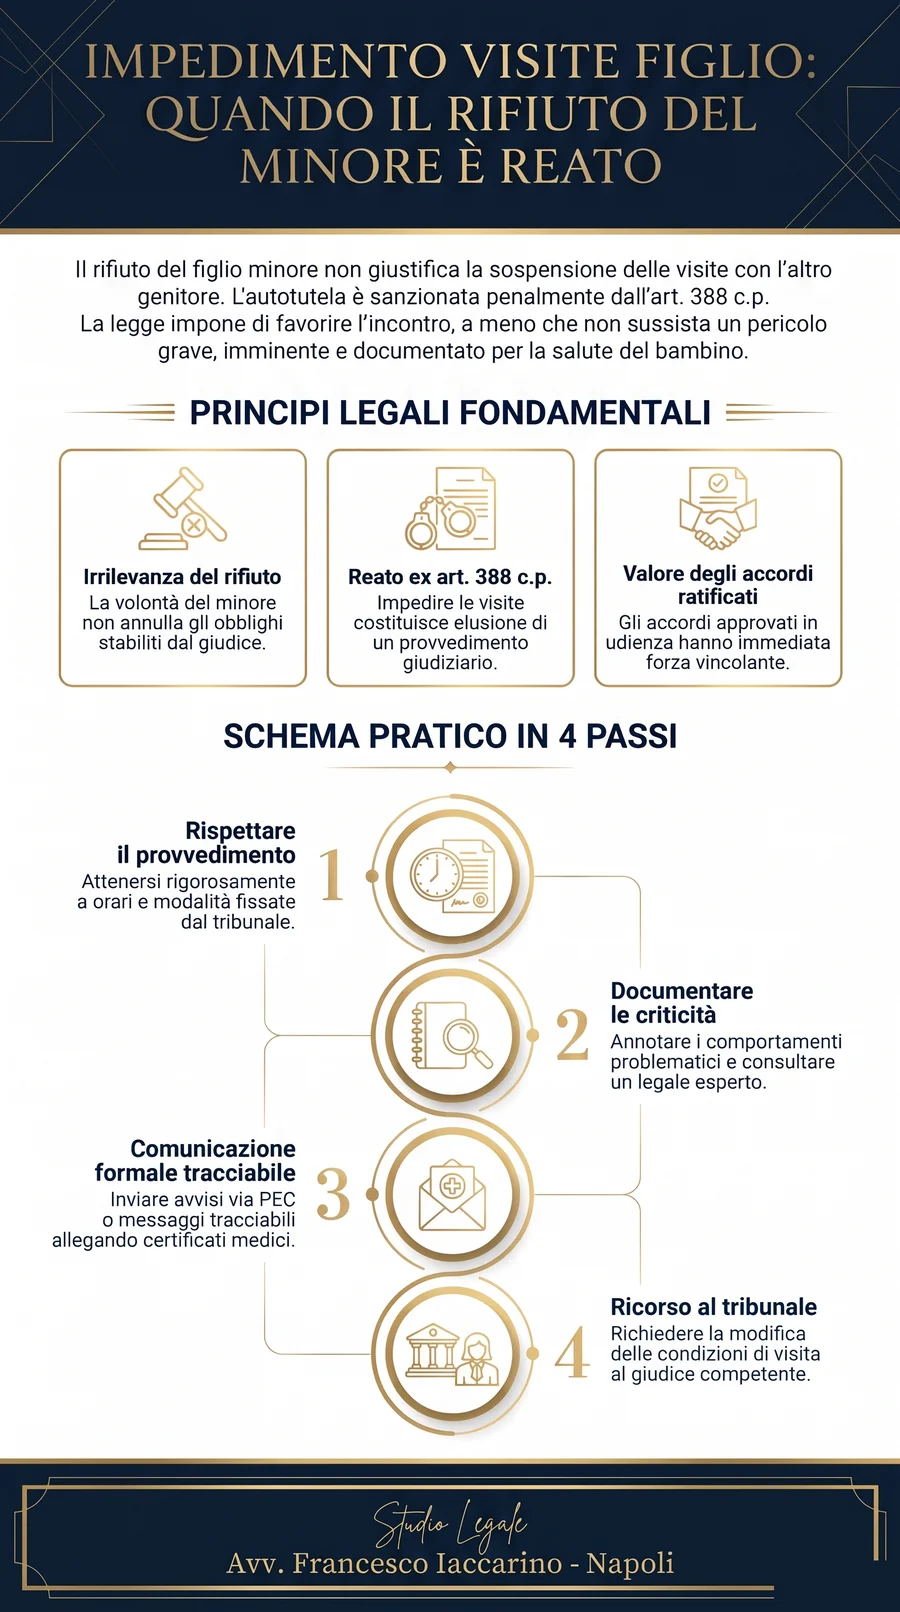 IMPEDIMENTO VISITE FIGLIO:
QUANDO IL RIFIUTO DEL
MINORE È REATO
Il rifiuto del figlio minore non giustifica la sospensione delle visite con l’altro
genitore. L'autotutela è sanzionata penalmente dall’art. 388 c.p.
La legge impone di favorire l’incontro, a meno che non sussista un pericolo
grave, imminente e documentato per la salute del bambino.
PRINCIPI LEGALI FONDAMENTALI
Irrilevanza del rifiuto
La volontà del minore
non annulla gli obblighi
stabiliti dal giudice.
Reato ex art. 388 c.p.
Impedire le visite
costituisce elusione di
un provvedimento
giudiziario.
Valore degli accordi
ratificati
Gli accordi approvati in
udienza hanno immediata
forza vincolante.
SCHEMA PRATICO IN 4 PASSI
Rispettare
il provvedimento
Attenersi rigorosamente
a orari e modalità fissate
dal tribunale.
1
2
Documentare
le criticità
Annotare i comportamenti
problematici e consultare
un legale esperto.
Comunicazione
formale tracciabile
Inviare avvisi via PEC
o messaggi tracciabili
allegando certificati medici.
3
4
Ricorso al tribunale
Richiedere la modifica
delle condizioni di visita
al giudice competente.
Studio Legale
Avv. Francesco Iaccarino - Napoli